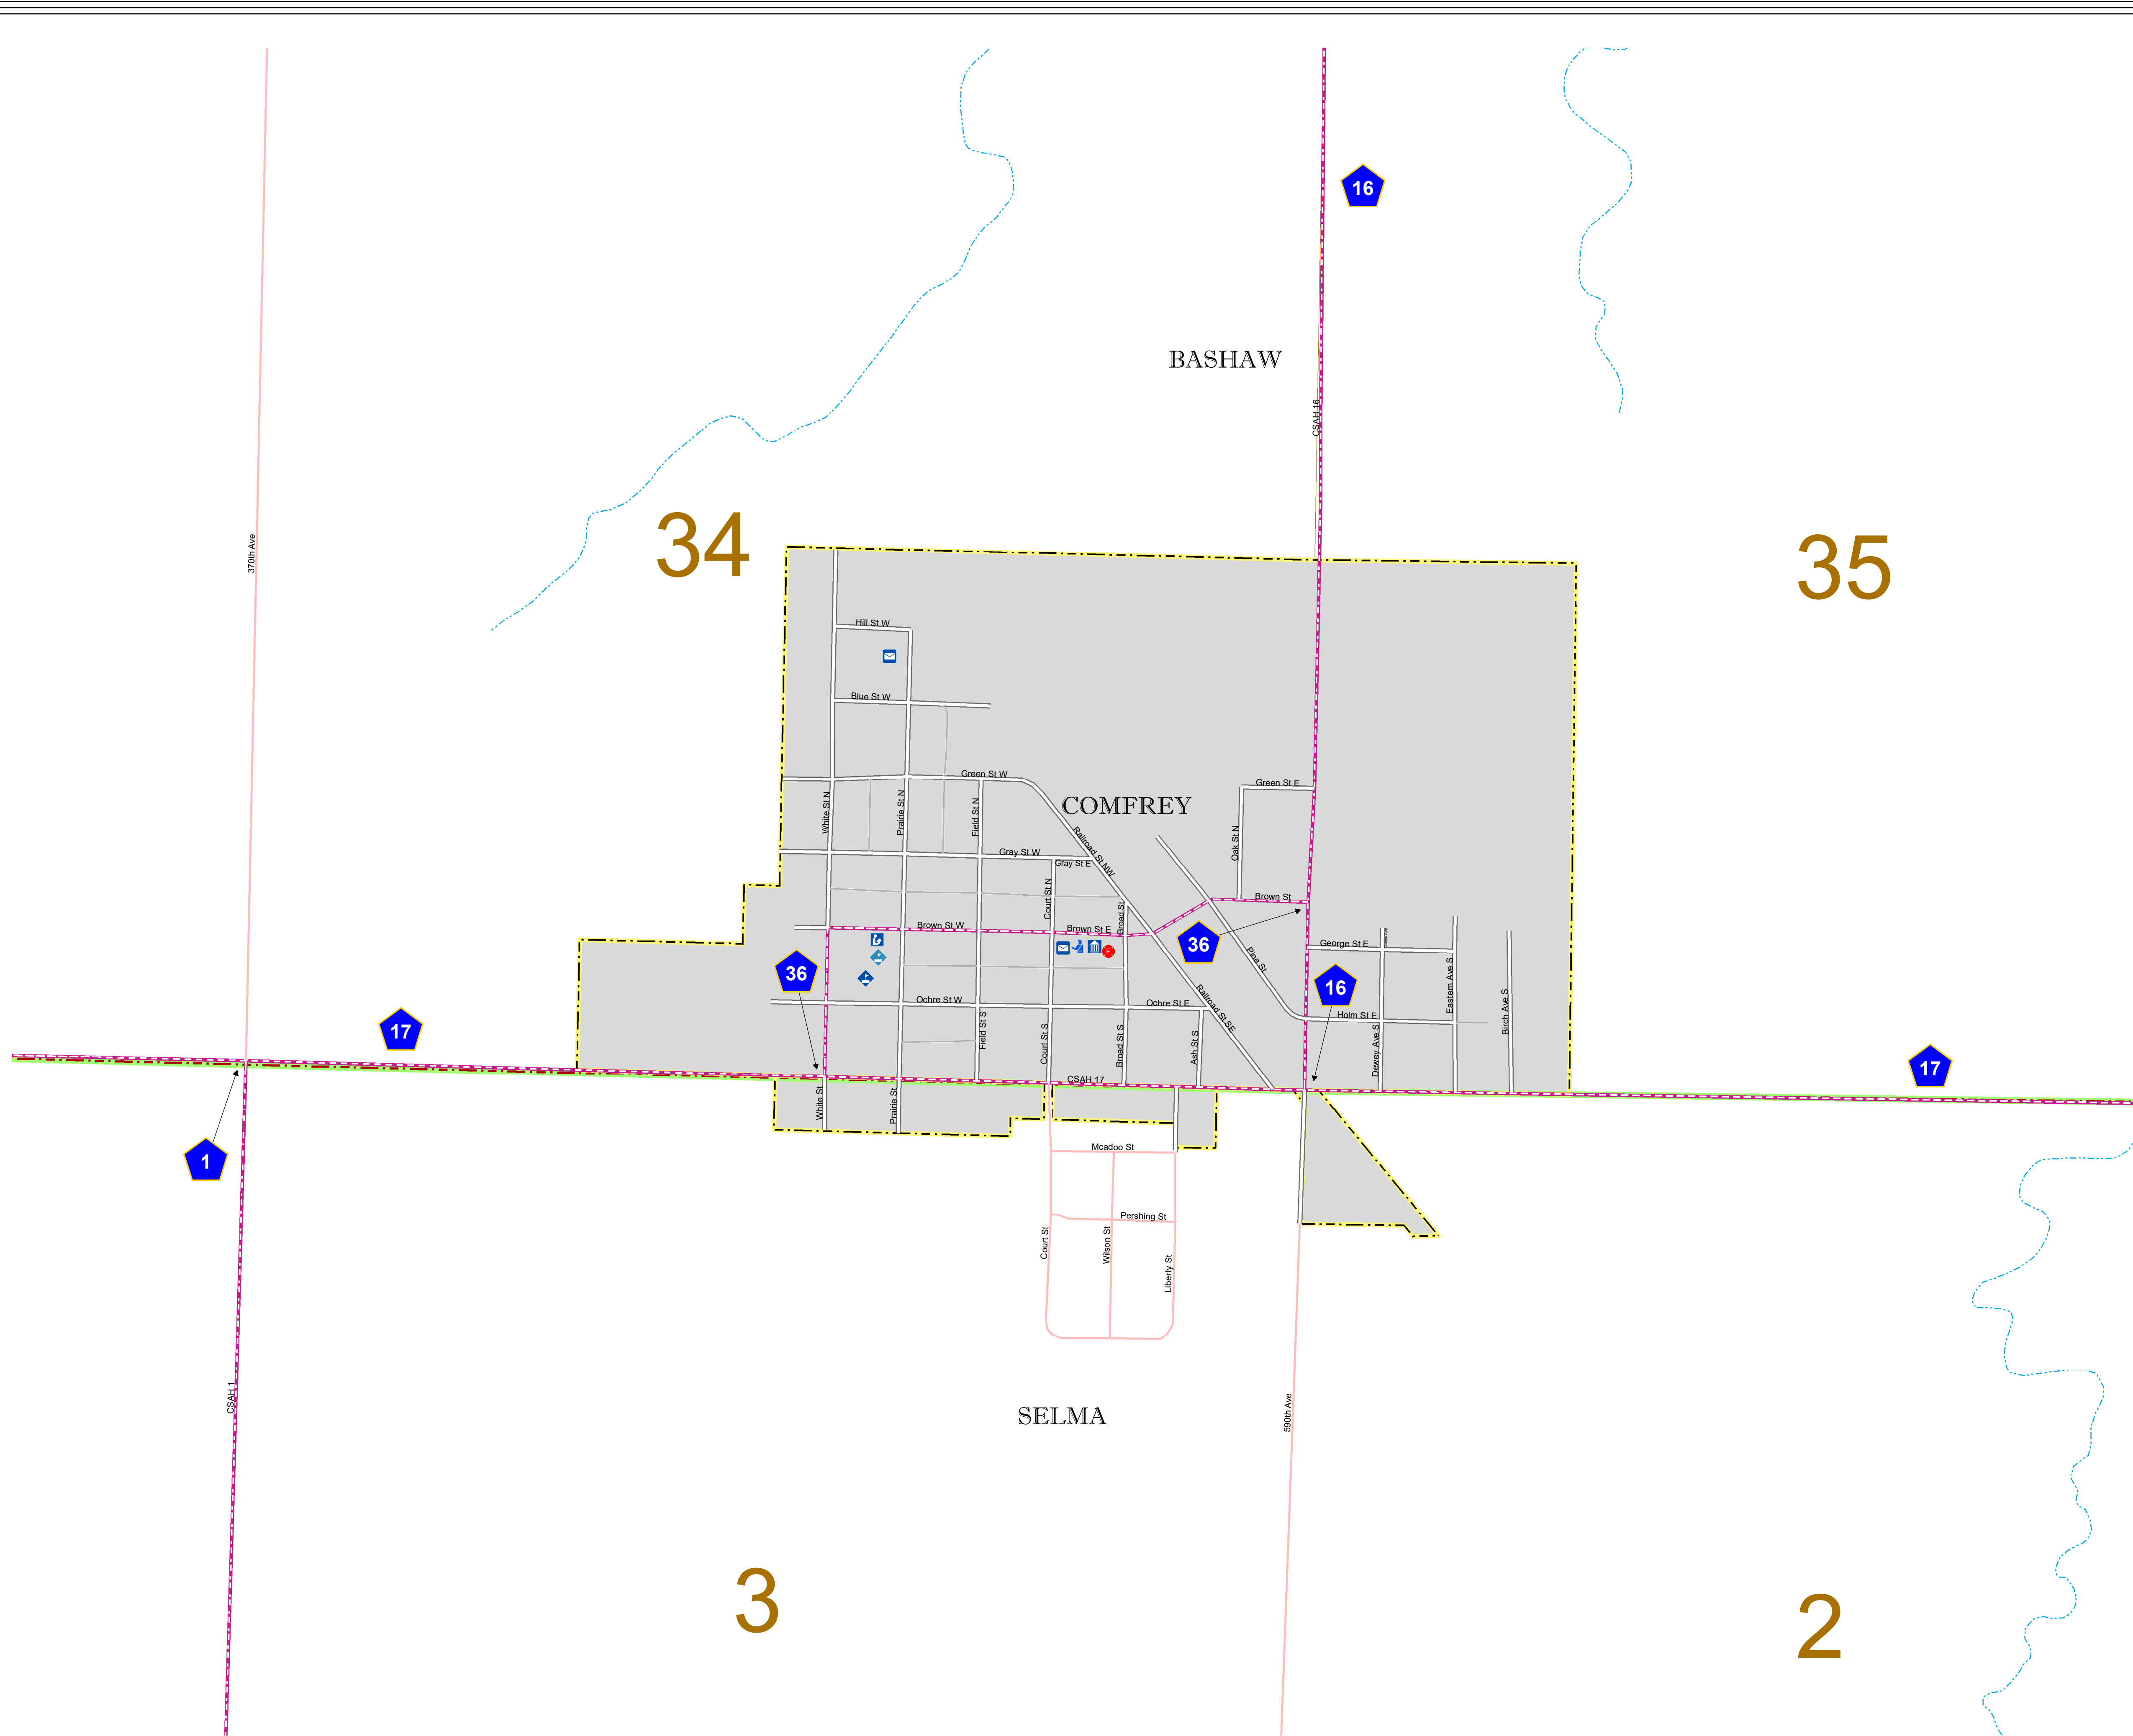 16
BASHAW
CSAH 16
34
35
370th Ave
Hill St W
Blue St W
Green St W
Green St E
COMFREY
White St N
Prairie St N
Field St N
Railroad St NW
Oak St N
Gray St W
Gray St E
Court St N
Brown St
Broad St
Brown St W
Brown St E
F
36
36
George St E
Pine St
16
Eastern Ave S
Birch Ave S
Ochre St W
Ochre St E
Railroad St SE
Holm St E
17
Field St S
Court St S
Broad St S
Ash St S
Dewey Ave S
17
CSAH 17
White St
Prairie St
1
Mcadoo St
Pershing St
Court St
Wilson St
Liberty St
CSAH 1
SELMA
590th Ave
3
2